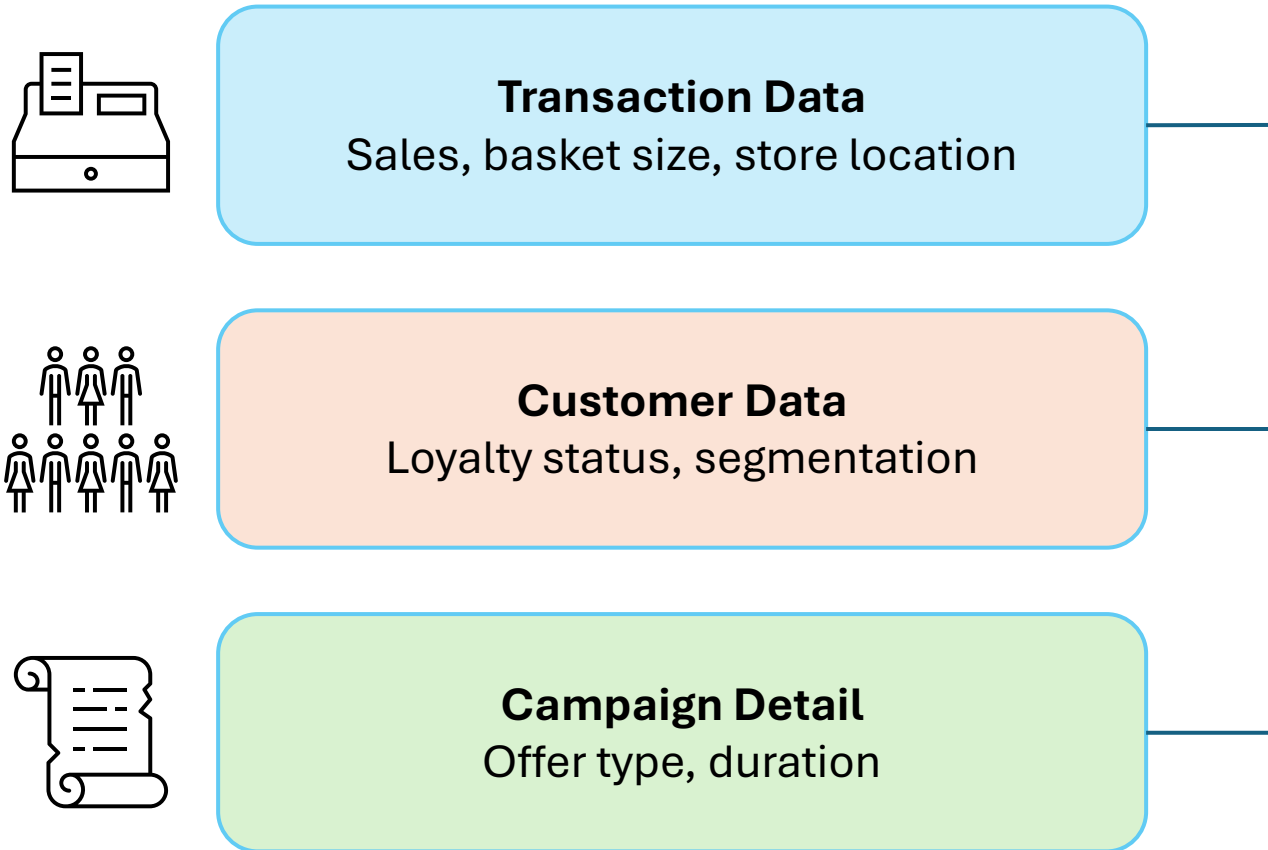 Transaction Data
Sales, basket size, store location
Customer Data
Loyalty status, segmentation
Campaign Detail
Offer type, duration